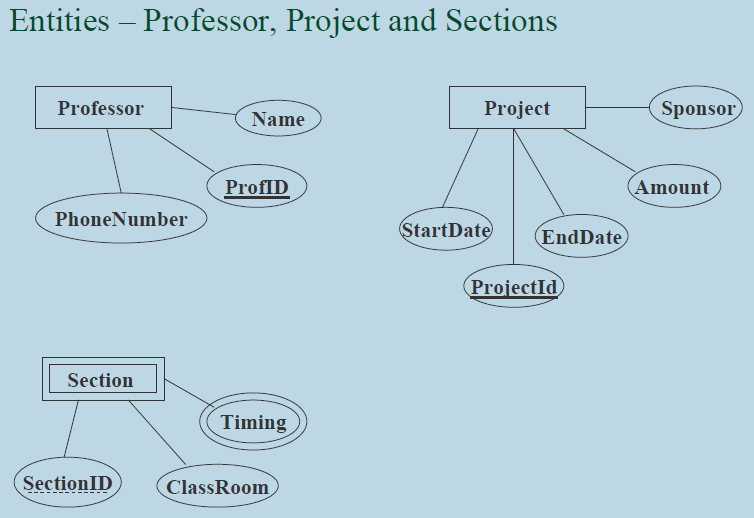 Entities – Professor, Project and Sections
Professor
Name
ProfID
PhoneNumber
Project
Sponsor
Amount
StartDate
EndDate
ProjectId
Section
Timing
SectionID
ClassRoom